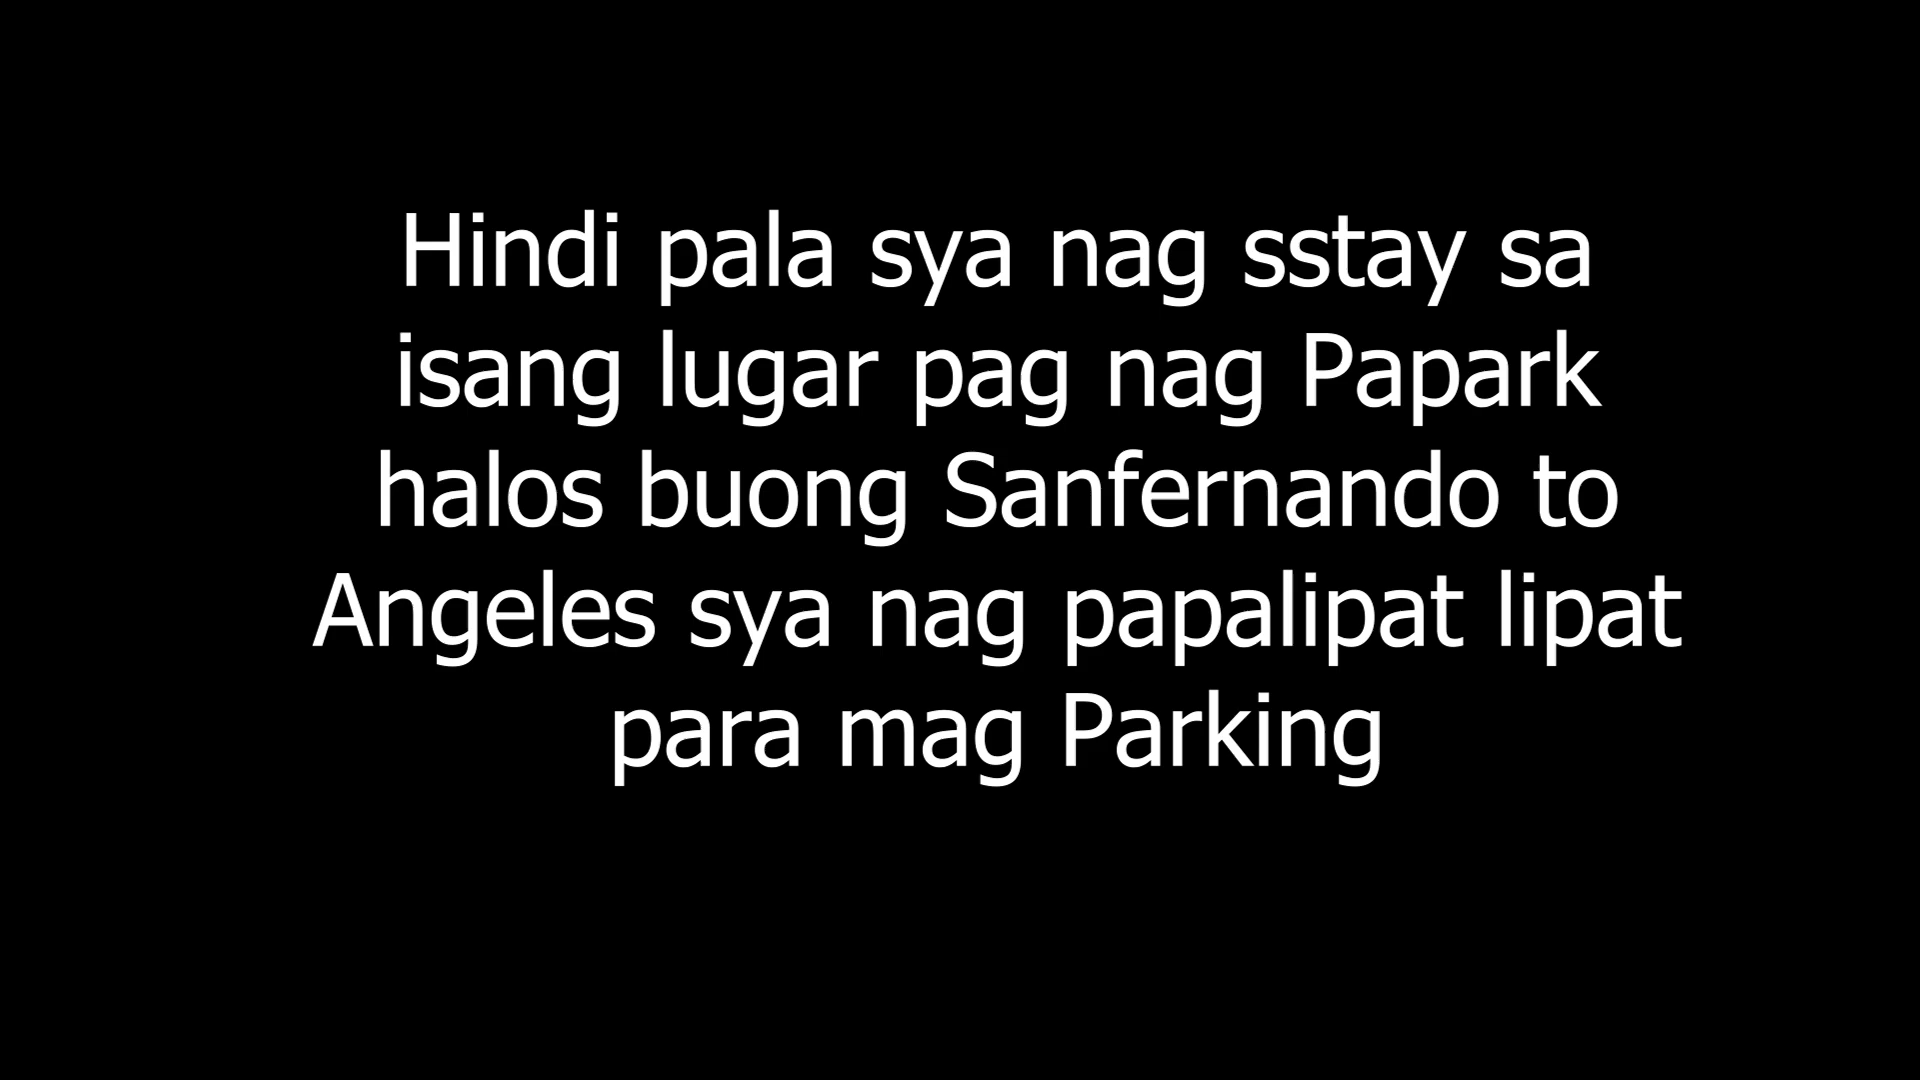 Hindi pala sya nag sstay sa
isang lugar pag nag Papark
halos buong Sanfernando to
Angeles sya nag papalipat lipat
para mag Parking